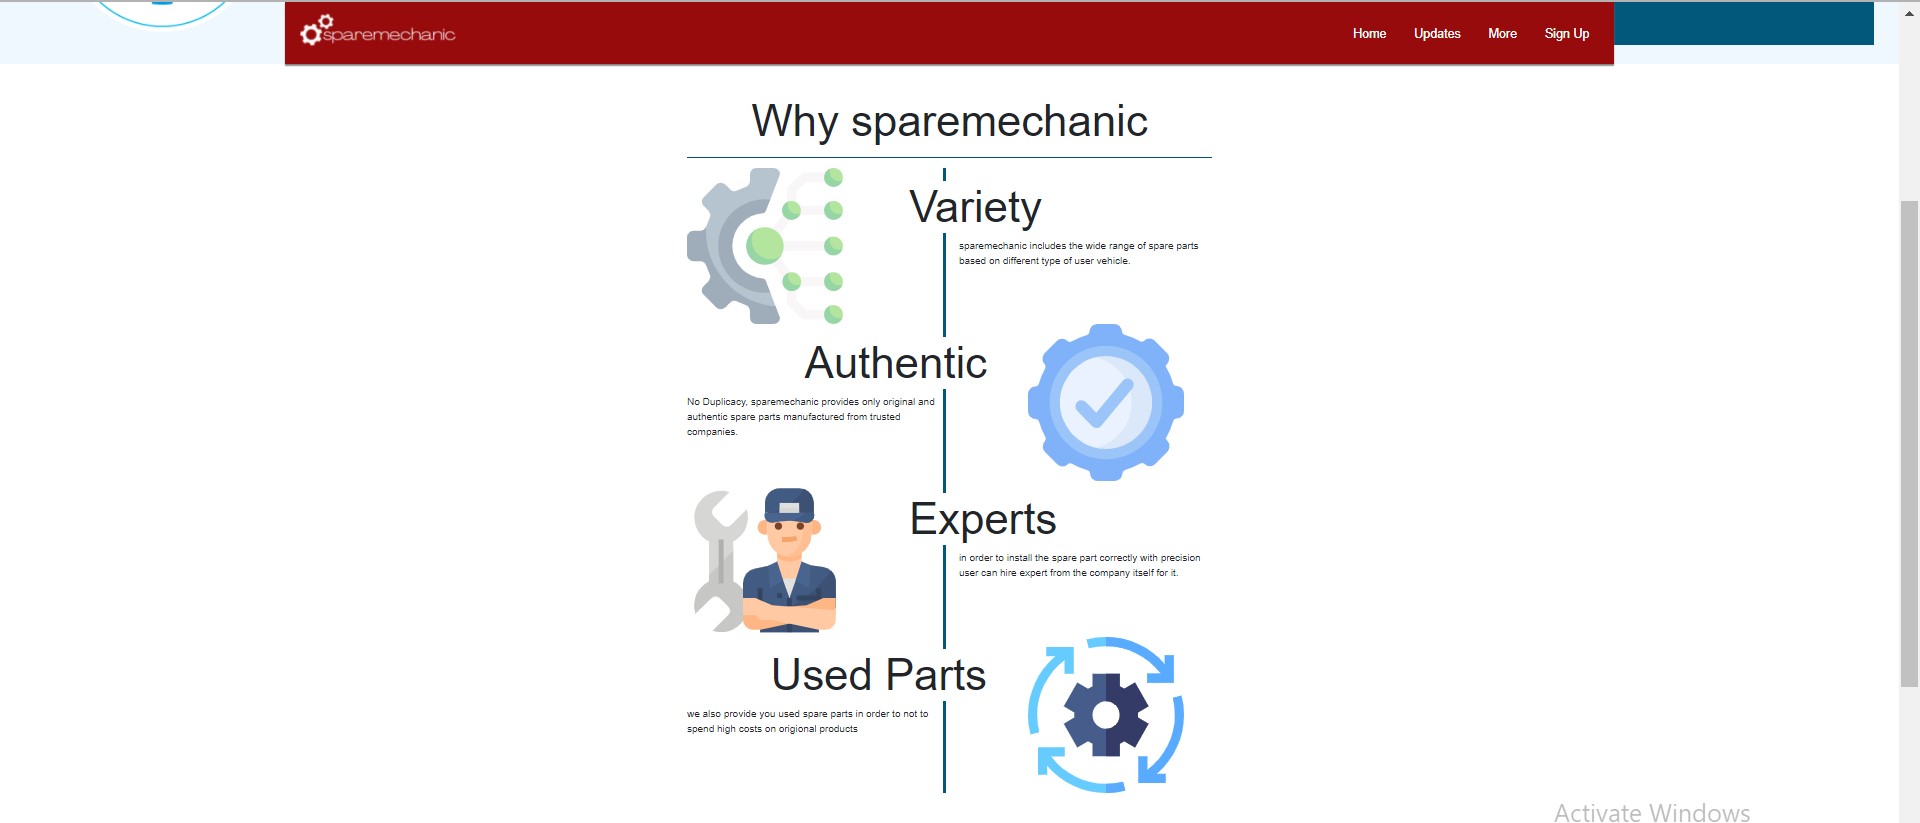 sparemechanic
Home Updates More Sign Up
Why sparemechanic
Variety
sparemechanic includes the wide range of spare parts
based on different type of user vehicle.
Authentic
No Duplicacy, sparemechanic provides only original and
authentic spare parts manufactured from trusted
companies.
Experts
in order to install the spare part correctly with precision
user can hire expert from the company itself for it.
Used Parts
we also provide you used spare parts in order to not to
spend high costs on origional products
Activate Windows